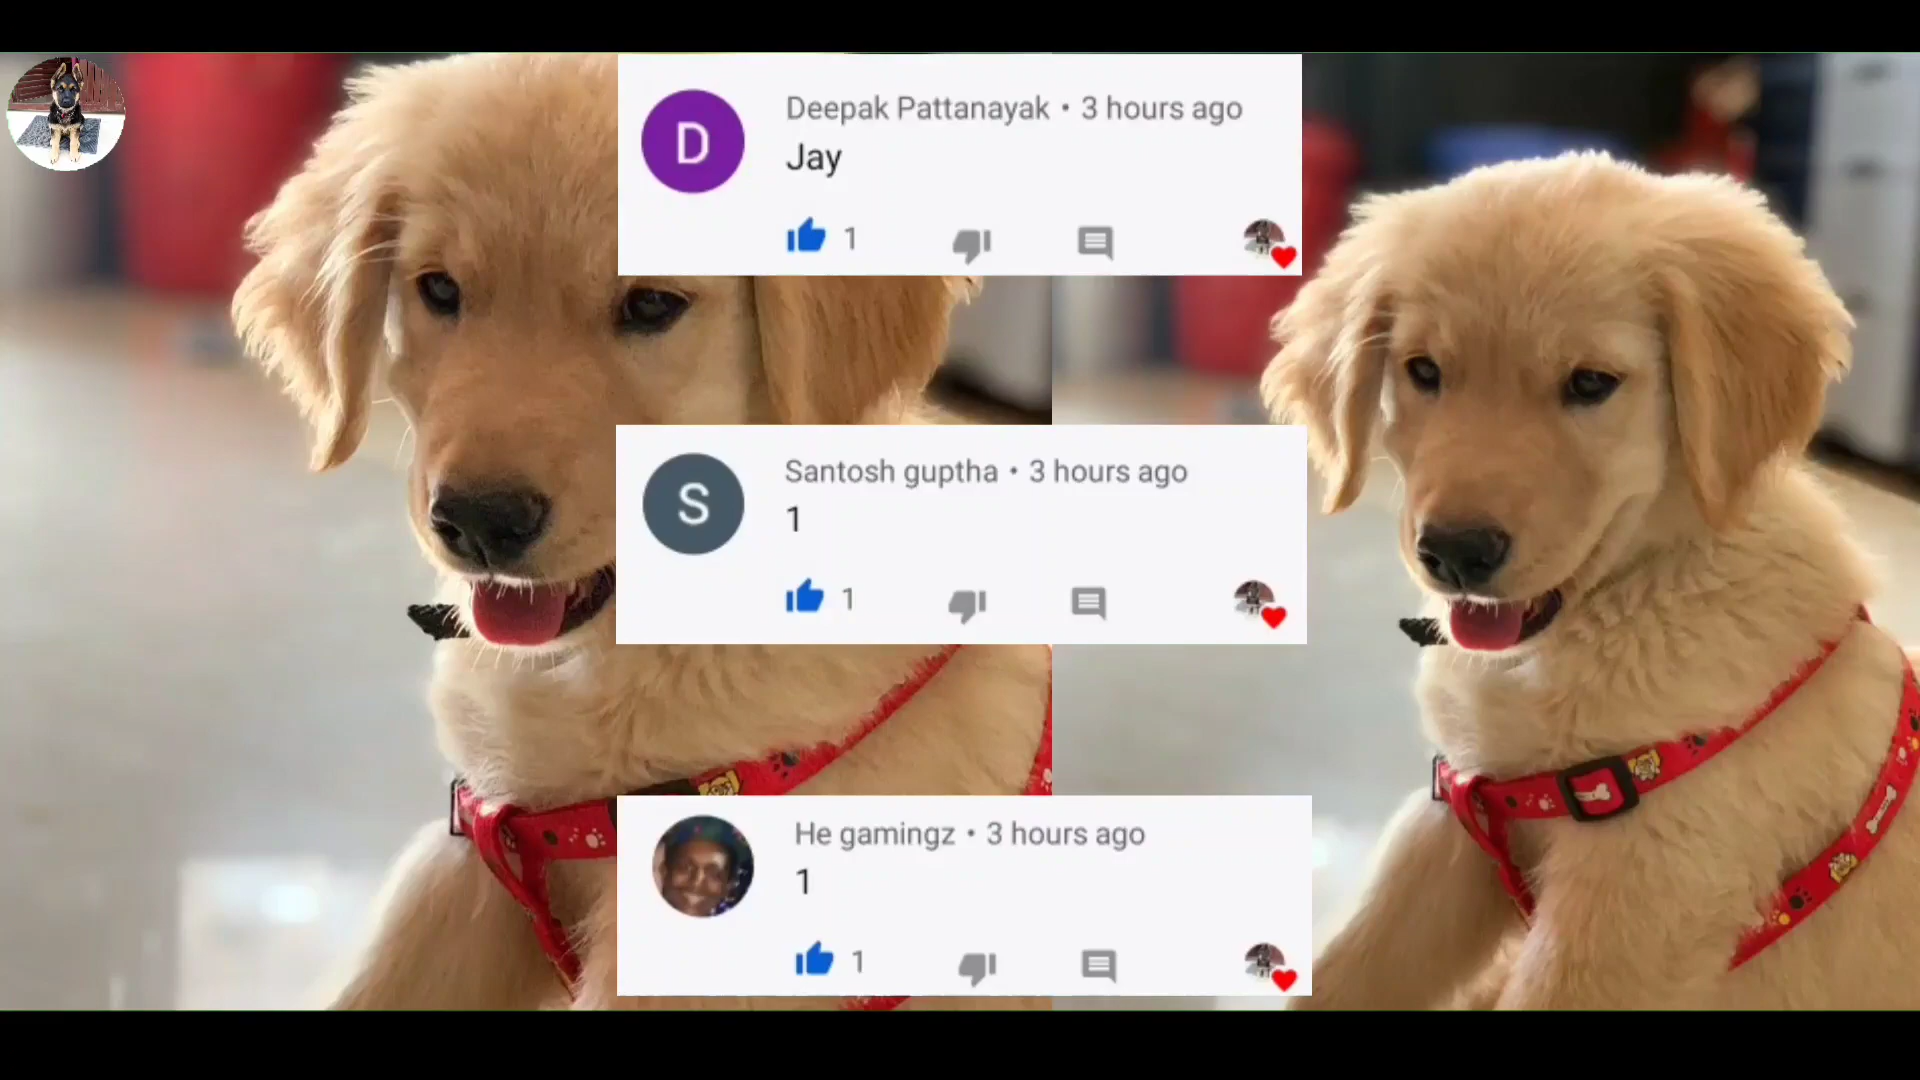 D
Deepak Pattanayak • 3 hours ago
Jay
1
S
Santosh guptha • 3 hours ago
1
1
He gamingz • 3 hours ago
1
1